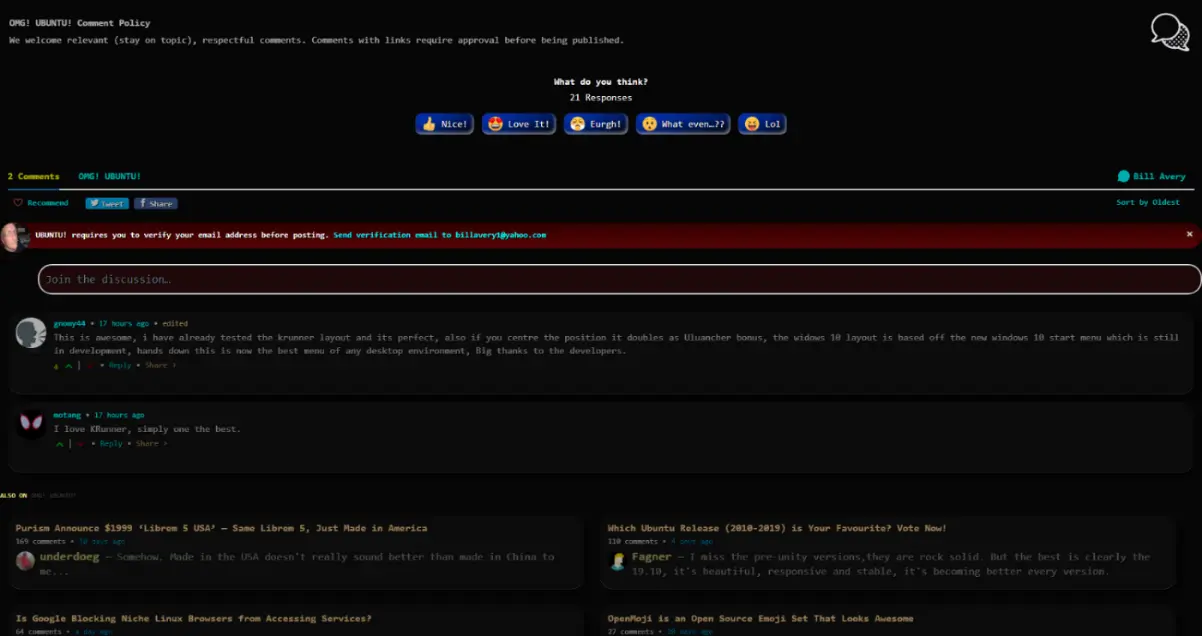 OMG! UBUNTU! Comment Policy
We welcome relevant (stay on topic), respectful comments. Comments with links require approval before being published.
What do you think?
21 Responses
Nice! Love It! Eurgh! What even…?? Lol
2 Comments OMG! UBUNTU! Bill Avery
Recommend Tweet Share Sort by Oldest
UBUNTU! requires you to verify your email address before posting. Send verification email to billavery1@yahoo.com ×
Join the discussion…
gnomy44 • 17 hours ago • edited
This is awesome, i have already tested the krunner layout and its perfect, also if you centre the position it doubles as Uluancher bonus, the widows 10 layout is based off the new windows 10 start menu which is still
in development, hands down this is now the best menu of any desktop environment, Big thanks to the developers.
• Reply • Share ›
motang • 17 hours ago
I love KRunner, simply one the best.
• Reply • Share ›
ALSO ON OMG! UBUNTU!
Purism Announce $1999 'Librem 5 USA' — Same Librem 5, Just Made in America
169 comments • 10 days ago
underdoeg — Somehow. Made in the USA doesn't really sound better than made in China to
me...
Which Ubuntu Release (2010-2019) is Your Favourite? Vote Now!
110 comments • 4 days ago
Fagner — I miss the pre-unity versions,they are rock solid. But the best is clearly the
19.10, it's beautiful, responsive and stable, it's becoming better every version.
Is Google Blocking Niche Linux Browsers from Accessing Services?
64 comments • a day ago
OpenMoji is an Open Source Emoji Set That Looks Awesome
27 comments • 10 days ago